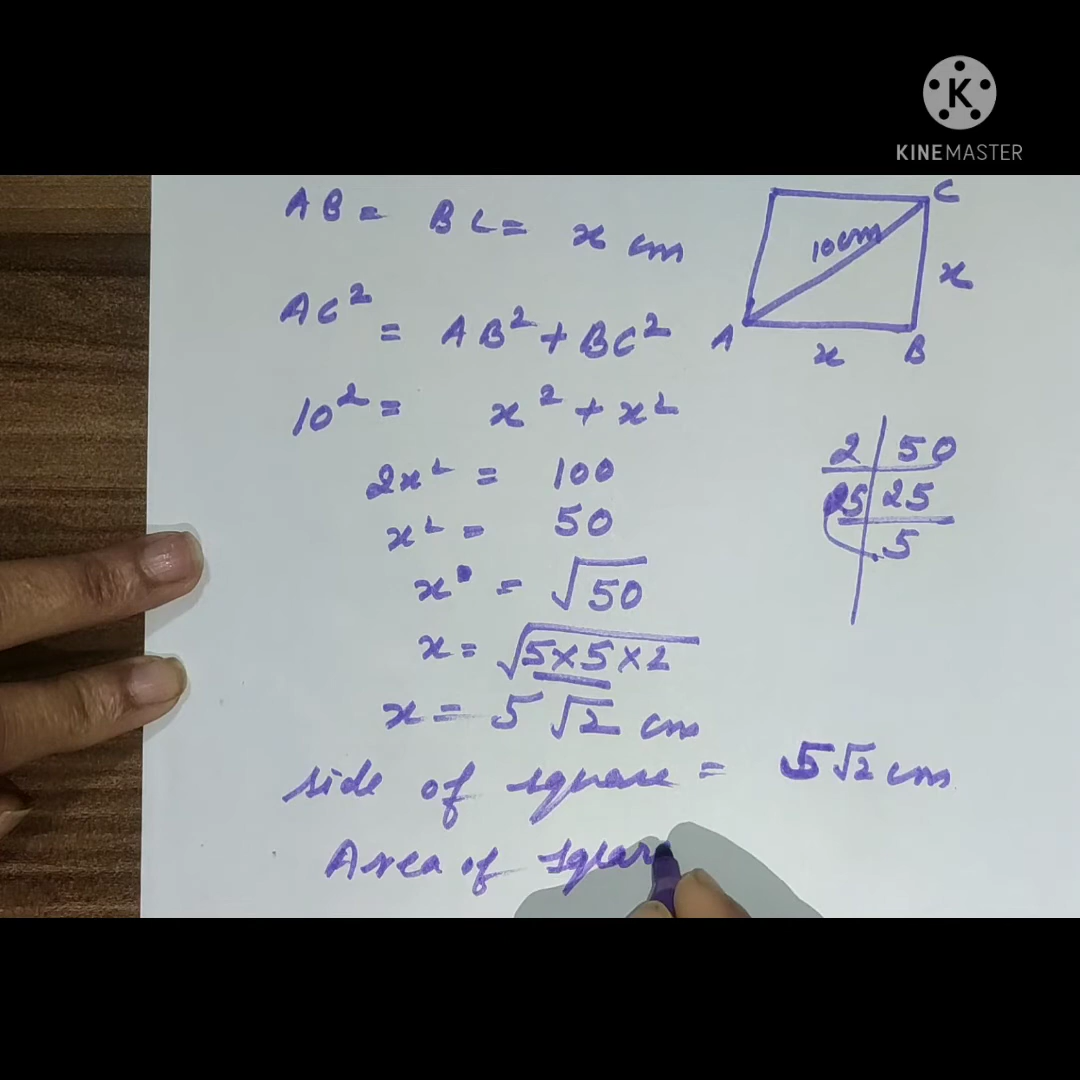 K
KINEMASTER
AB = BC = x cm
C
10cm
x
AC² = AB² + BC²
A
x
B
10² = x² + x²
2 | 50
2x² = 100
5 | 25
x² = 50
5
x = √50
x = √5×5×2
x = 5 √2 cm
side of square = 5√2 cm
Area of squar